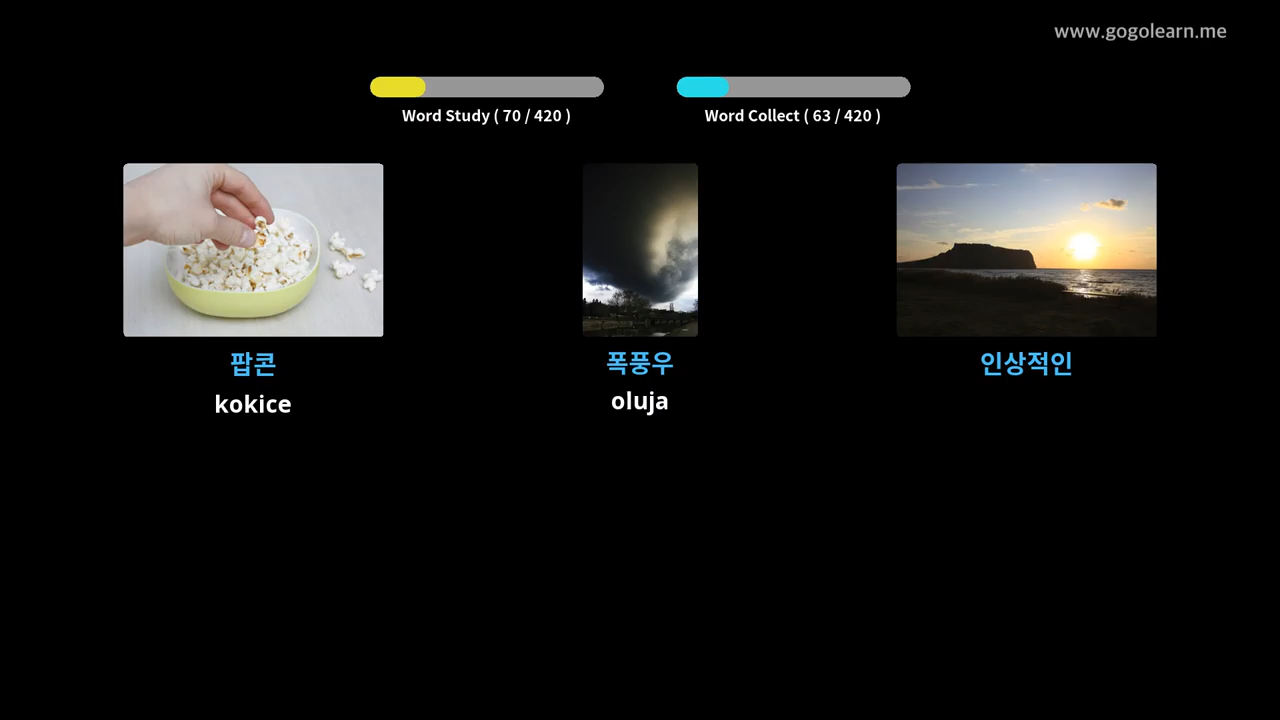 www.gogolearn.me
Word Study ( 70 / 420 )
Word Collect ( 63 / 420 )
팝콘
폭풍우
인상적인
kokice
oluja